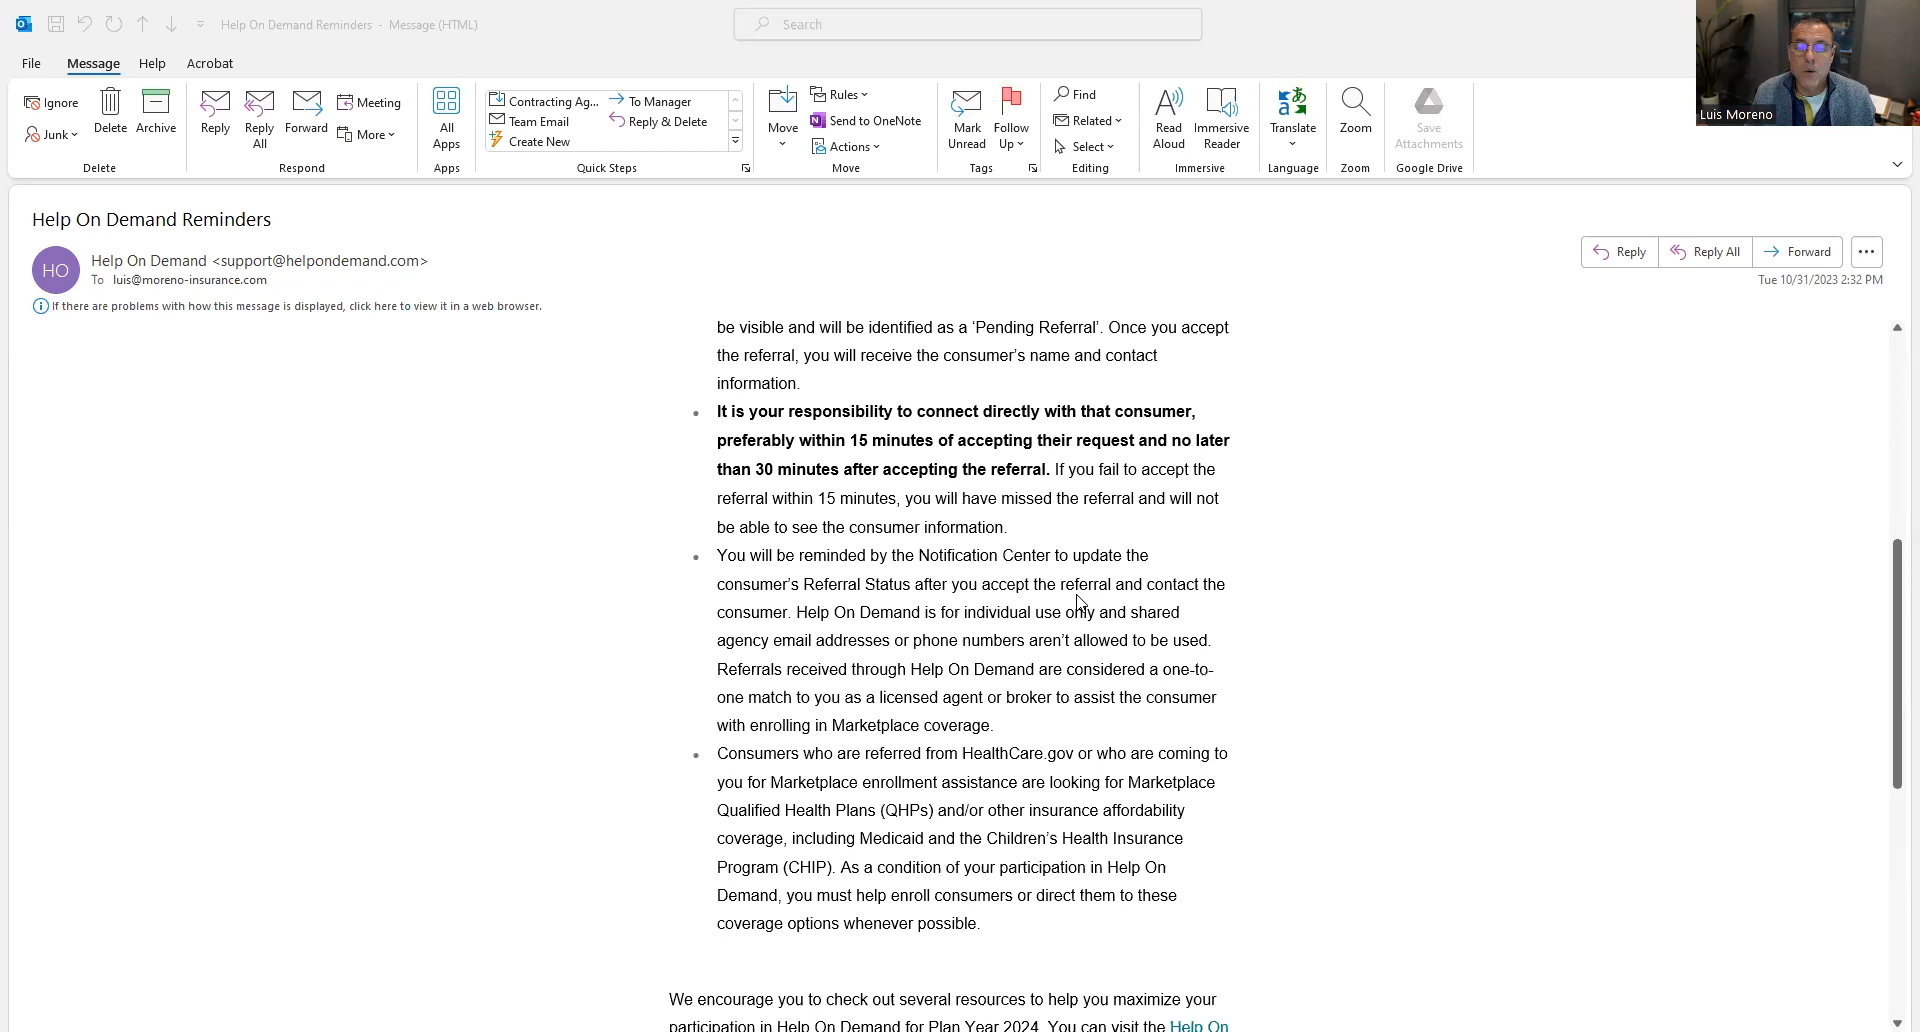 Help On Demand Reminders - Message (HTML)
Search
File Message Help Acrobat
Ignore
Junk
Delete
Archive
Delete
Reply
Reply All
Forward
Meeting
More
Respond
All Apps
Apps
Contracting Ag...
Team Email
Create New
To Manager
Reply & Delete
Quick Steps
Move
Rules
Send to OneNote
Actions
Move
Mark Unread
Follow Up
Tags
Find
Related
Select
Editing
Read Aloud
Immersive Reader
Immersive
Translate
Language
Zoom
Zoom
Save Attachments
Google Drive
Luis Moreno
Help On Demand Reminders
HO
Help On Demand <support@helpondemand.com>
To luis@moreno-insurance.com
Reply
Reply All
Forward
Tue 10/31/2023 2:32 PM
If there are problems with how this message is displayed, click here to view it in a web browser.
be visible and will be identified as a ‘Pending Referral’. Once you accept
the referral, you will receive the consumer’s name and contact
information.
It is your responsibility to connect directly with that consumer,
preferably within 15 minutes of accepting their request and no later
than 30 minutes after accepting the referral. If you fail to accept the
referral within 15 minutes, you will have missed the referral and will not
be able to see the consumer information.
You will be reminded by the Notification Center to update the
consumer’s Referral Status after you accept the referral and contact the
consumer. Help On Demand is for individual use only and shared
agency email addresses or phone numbers aren’t allowed to be used.
Referrals received through Help On Demand are considered a one-to-
one match to you as a licensed agent or broker to assist the consumer
with enrolling in Marketplace coverage.
Consumers who are referred from HealthCare.gov or who are coming to
you for Marketplace enrollment assistance are looking for Marketplace
Qualified Health Plans (QHPs) and/or other insurance affordability
coverage, including Medicaid and the Children’s Health Insurance
Program (CHIP). As a condition of your participation in Help On
Demand, you must help enroll consumers or direct them to these
coverage options whenever possible.
We encourage you to check out several resources to help you maximize your
participation in Help On Demand for Plan Year 2024. You can visit the Help On